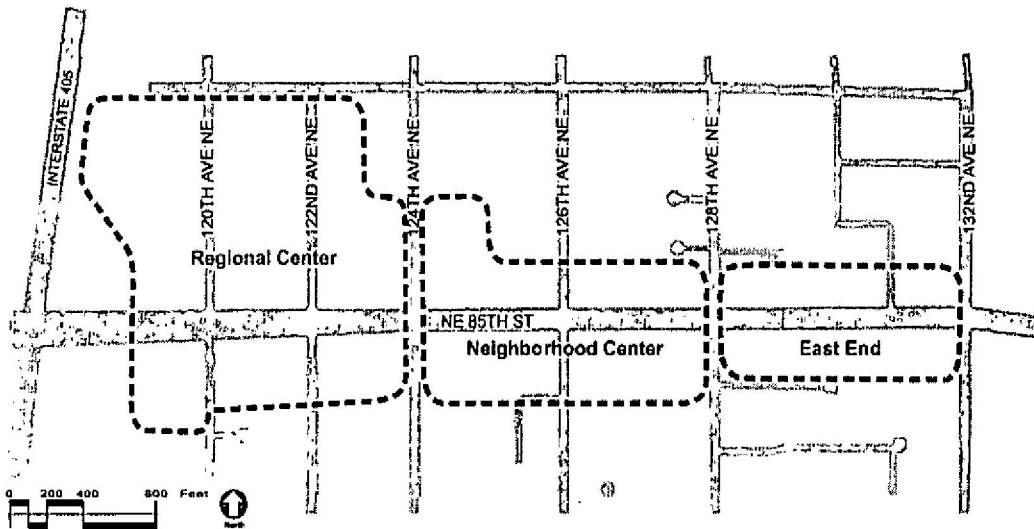 INTERSTATE 405
120TH AVE NE
122ND AVE NE
124TH AVE NE
126TH AVE NE
128TH AVE NE
132ND AVE NE
Regional Center
NE 85TH ST
Neighborhood Center
East End
0 200 400 800 Feet
North